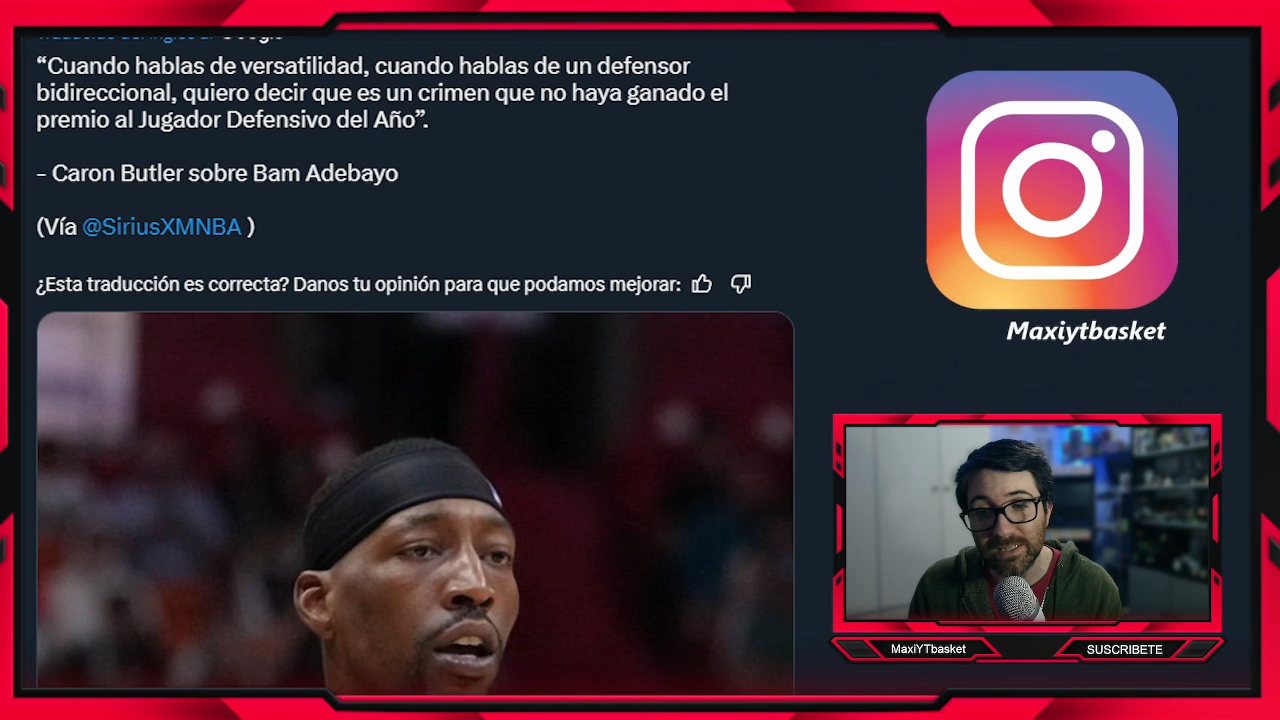 “Cuando hablas de versatilidad, cuando hablas de un defensor
bidireccional, quiero decir que es un crimen que no haya ganado el
premio al Jugador Defensivo del Año”.
– Caron Butler sobre Bam Adebayo
(Vía @SiriusXMNBA )
¿Esta traducción es correcta? Danos tu opinión para que podamos mejorar:
Maxiytbasket
MaxiYTbasket
SUSCRIBETE